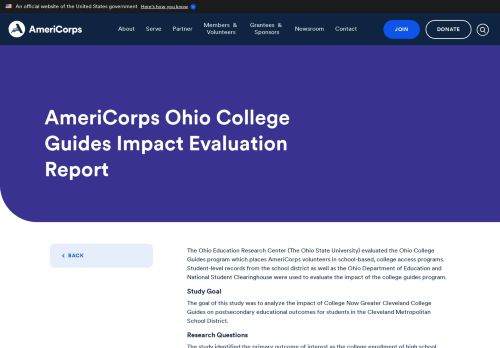 An official website of the United States government Here's how you know
AmeriCorps
About Serve Partner Members & Volunteers Grantees & Sponsors Newsroom Contact
JOIN
DONATE
AmeriCorps Ohio College
Guides Impact Evaluation
Report
< BACK
The Ohio Education Research Center (The Ohio State University) evaluated the Ohio College
Guides program which places AmeriCorps volunteers in school-based, college access programs.
Student-level records from the school district as well as the Ohio Department of Education and
National Student Clearinghouse were used to evaluate the impact of the college guides program.
Study Goal
The goal of this study was to analyze the impact of College Now Greater Cleveland College
Guides on postsecondary educational outcomes for students in the Cleveland Metropolitan
School District.
Research Questions
The study identified the primary outcome of interest as the college enrollment of high school